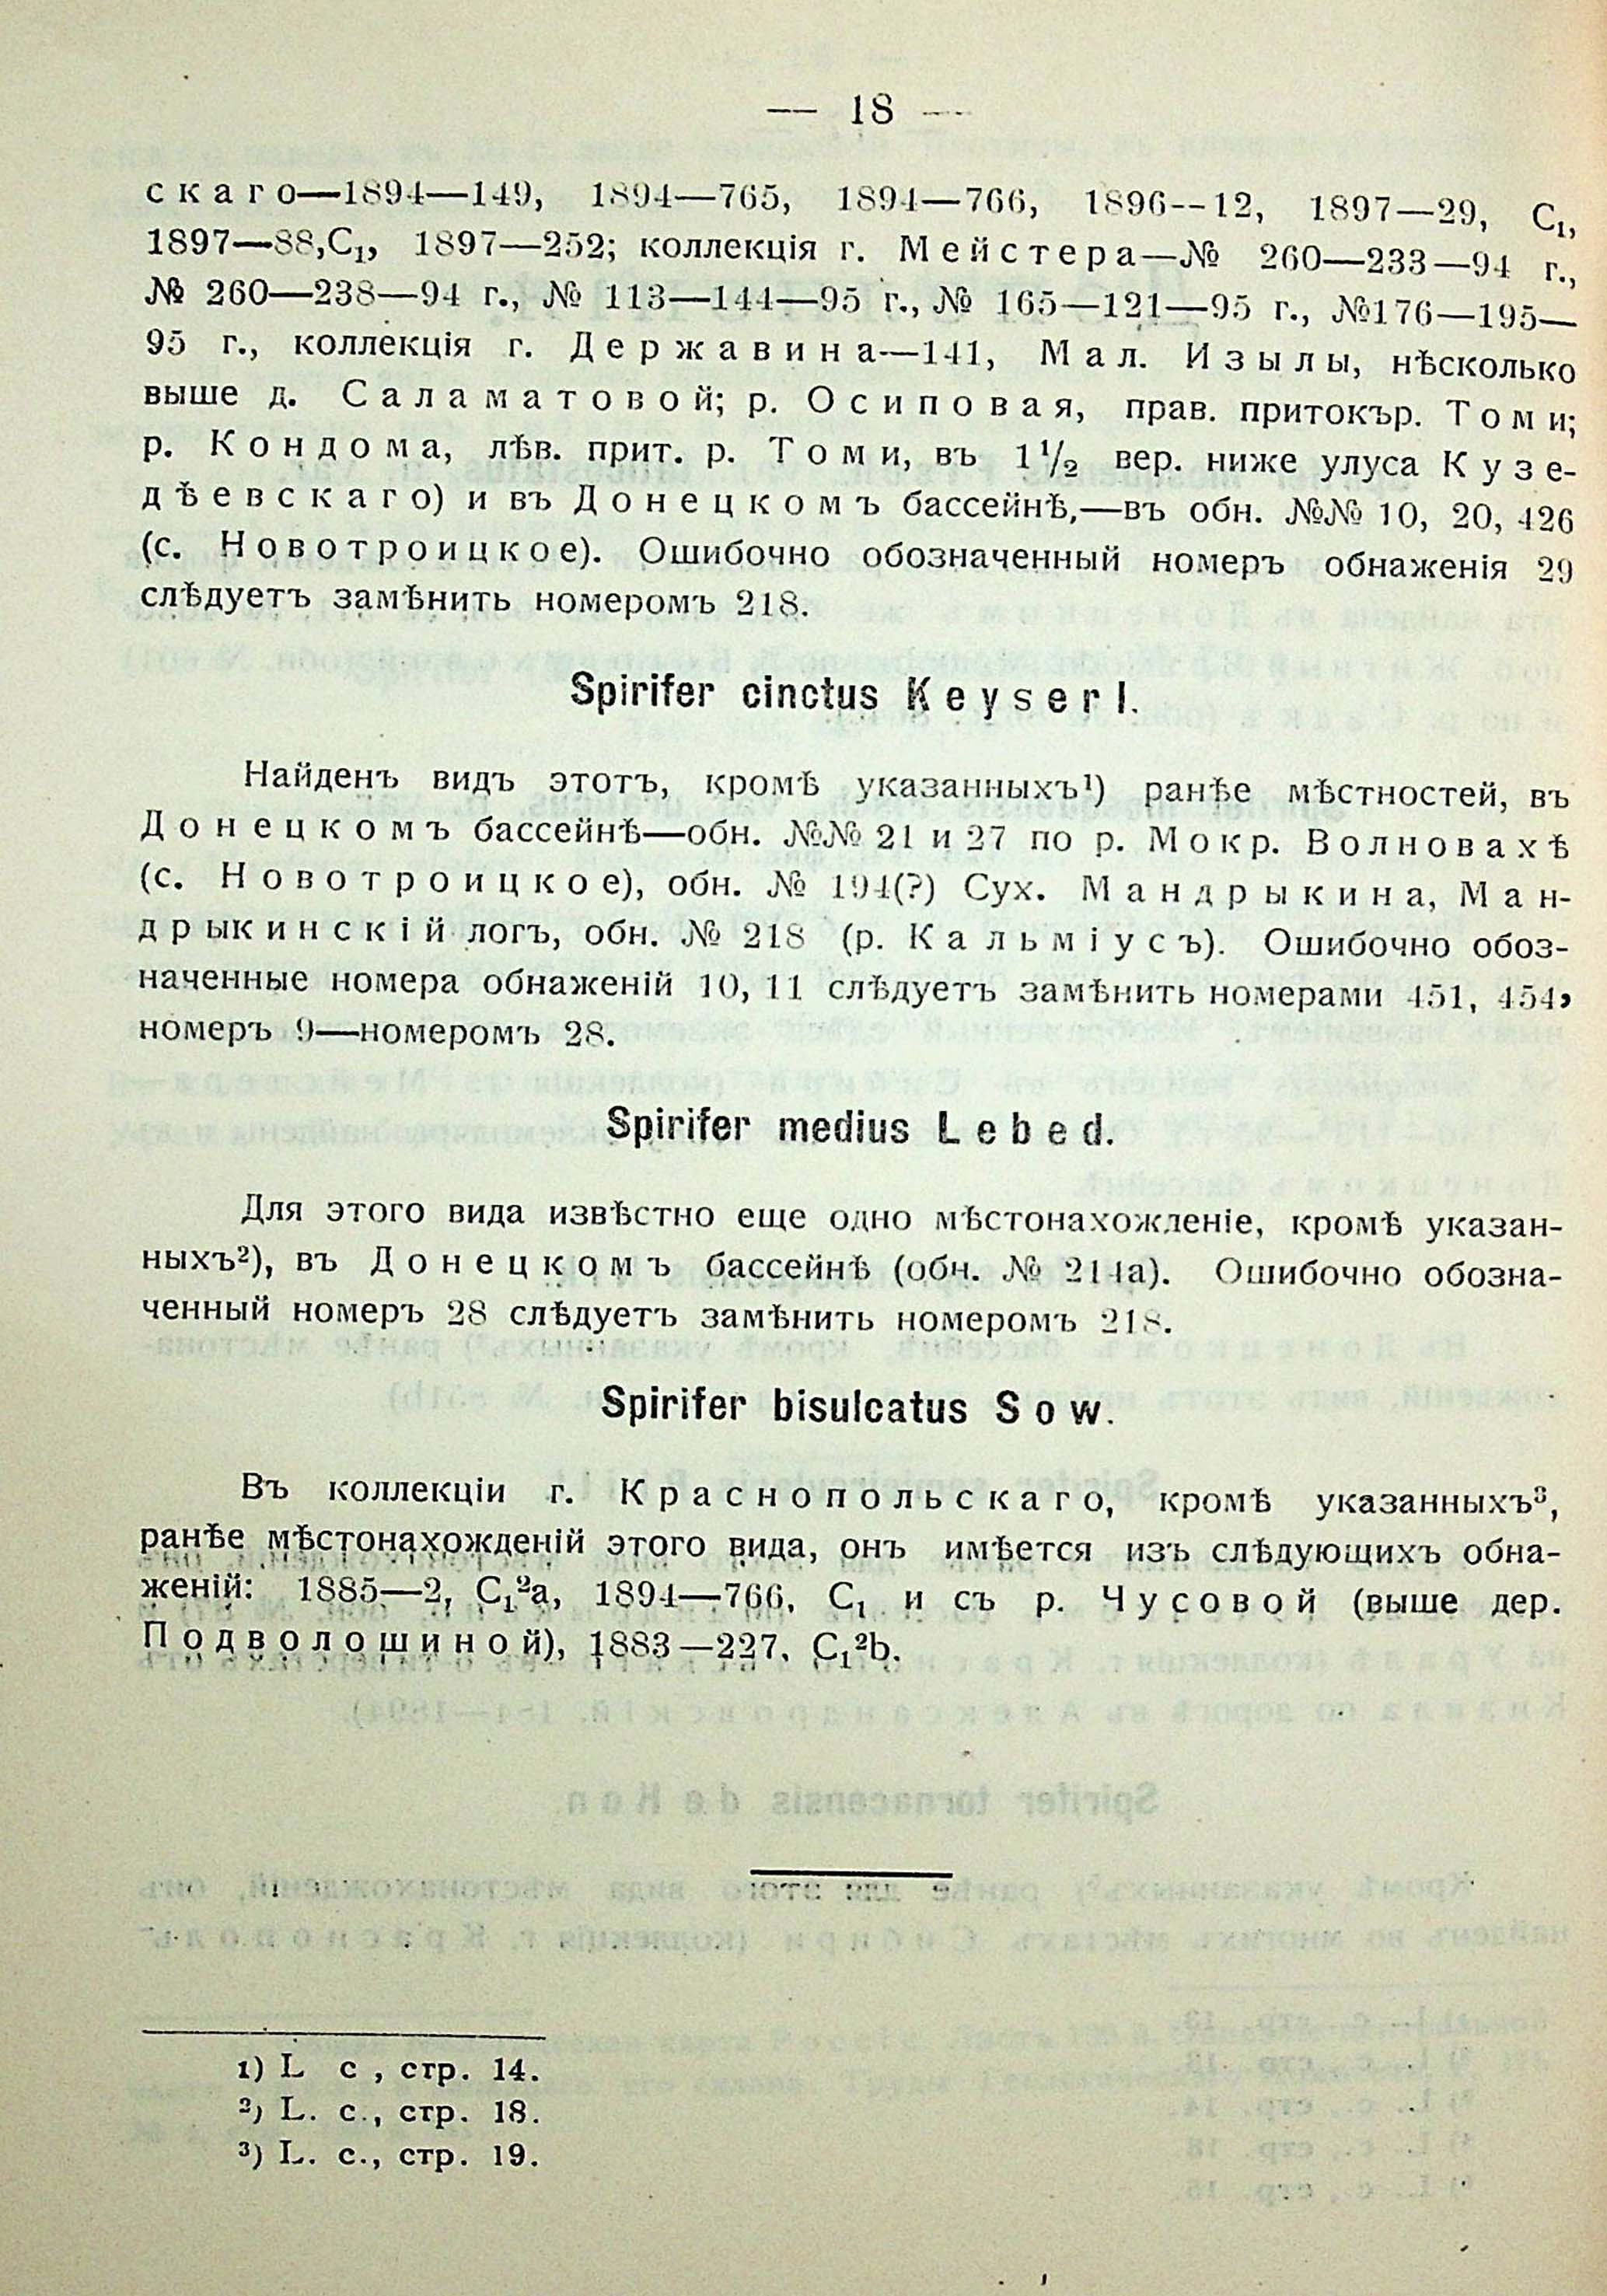 — 18 —
скаго—1894—149, 1894—765, 1894—766, 1896--12, 1897—29, C₁,
1897—88,C₁, 1897—252; коллекція г. Мейстера—№ 260—233—94 г.,
№ 260—238—94 г., № 113—144—95 г., № 165—121—95 г., №176—195—
95 г., коллекція г. Державина—141, Мал. Изылы, нѣсколько
выше д. Саламатовой; р. Осиповая, прав. притокър. Томи;
р. Кондома, лѣв. прит. р. Томи, въ 1½ вер. ниже улуса Кузе-
дѣевскаго) и въ Донецкомъ бассейнѣ,—въ обн. №№ 10, 20, 426
(с. Новотроицкое). Ошибочно обозначенный номеръ обнаженія 29
слѣдуетъ замѣнить номеромъ 218.
Spirifer cinctus Keyserl.
Найденъ видъ этотъ, кромѣ указанныхъ¹) ранѣе мѣстностей, въ
Донецкомъ бассейнѣ—обн. №№ 21 и 27 по р. Мокр. Волновахѣ
(с. Новотроицкое), обн. № 194(?) Сух. Мандрыкина, Ман-
дрыкинскій логъ, обн. № 218 (р. Кальміусъ). Ошибочно обоз-
наченные номера обнаженій 10, 11 слѣдуетъ замѣнить номерами 451, 454,
номеръ 9—номеромъ 28.
Spirifer medius Lebed.
Для этого вида извѣстно еще одно мѣстонахожденіе, кромѣ указан-
ныхъ²), въ Донецкомъ бассейнѣ (обн. № 214а). Ошибочно обозна-
ченный номеръ 28 слѣдуетъ замѣнить номеромъ 218.
Spirifer bisulcatus Sow.
Въ коллекціи г. Краснопольскаго, кромѣ указанныхъ³,
ранѣе мѣстонахожденій этого вида, онъ имѣется изъ слѣдующихъ обна-
женій: 1885—2, C₁²a, 1894—766, C₁ и съ р. Чусовой (выше дер.
Подволошиной), 1883—227, C₁²b.
1) L c , стр. 14.
²) L. c., стр. 18.
³) L. c., стр. 19.